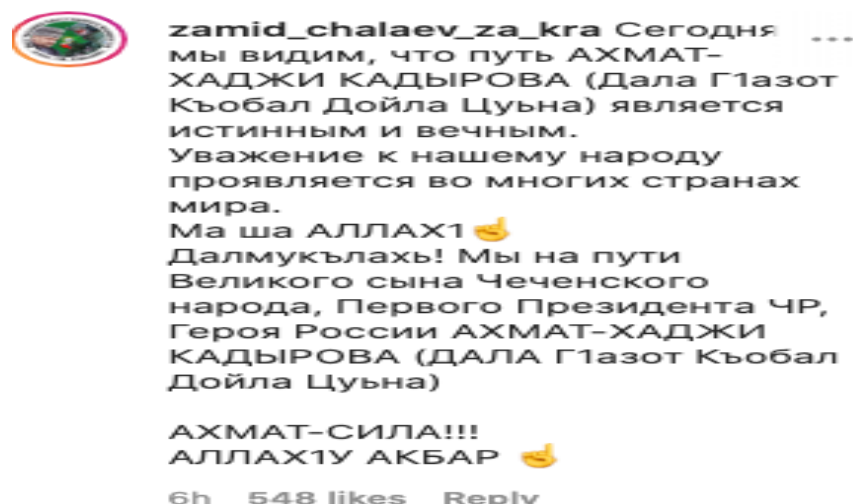 zamid_chalaev_za_kra Сегодня
мы видим, что путь АХМАТ-
ХАДЖИ КАДЫРОВА (Дала Г1азот
Къобал Дойла Цуьна) является
истинным и вечным.
Уважение к нашему народу
проявляется во многих странах
мира.
Ма ша АЛЛАХ1☝
Далмукълахь! Мы на пути
Великого сына Чеченского
народа, Первого Президента ЧР,
Героя России АХМАТ-ХАДЖИ
КАДЫРОВА (ДАЛА Г1азот Къобал
Дойла Цуьна)
АХМАТ-СИЛА!!!
АЛЛАХ1У АКБАР ☝
6h 548 likes Reply